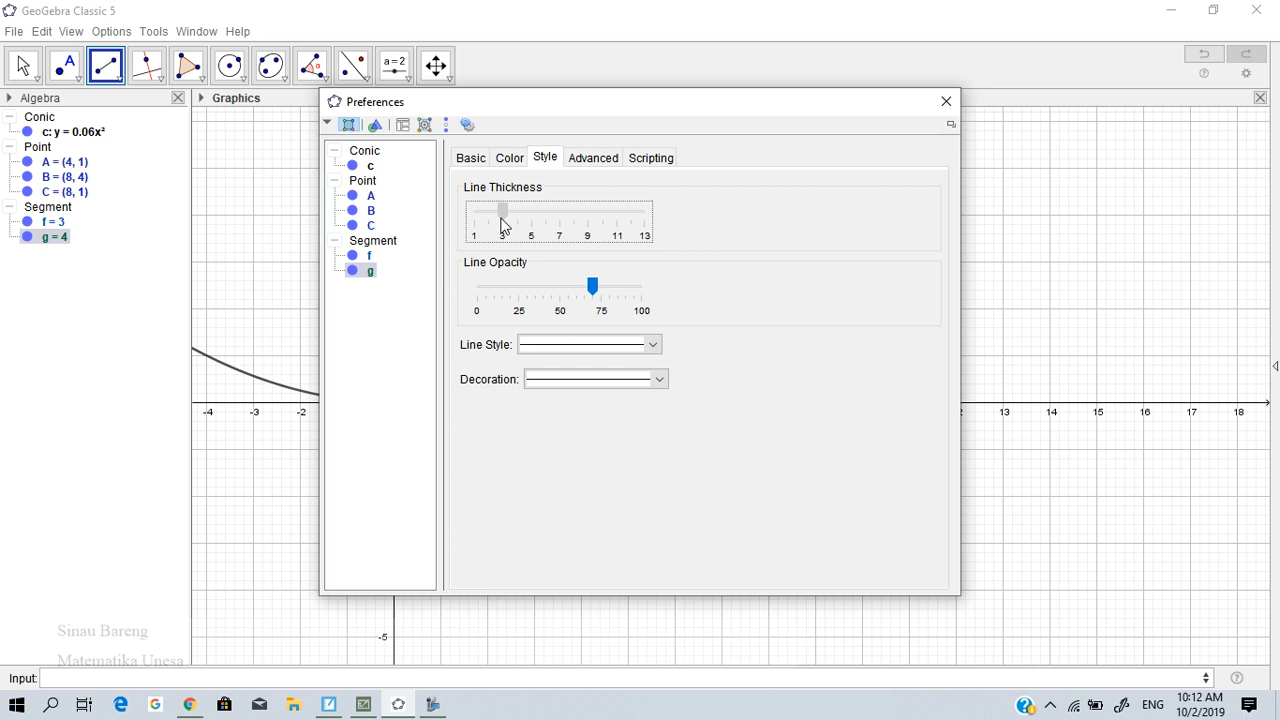 GeoGebra Classic 5
File Edit View Options Tools Window Help
a=2
Algebra
Graphics
Conic
c: y = 0.06x²
Point
A = (4, 1)
B = (8, 4)
C = (8, 1)
Segment
f = 3
g = 4
Preferences
Conic
c
Point
A
B
C
Segment
f
g
Basic Color Style Advanced Scripting
Line Thickness
1 3 5 7 9 11 13
Line Opacity
0 25 50 75 100
Line Style:
Decoration:
-4 -3 -2 12 13 14 15 16 17 18
-5
Sinau Bareng
Matematika Unesa
Input:
ENG
10:12 AM
10/2/2019